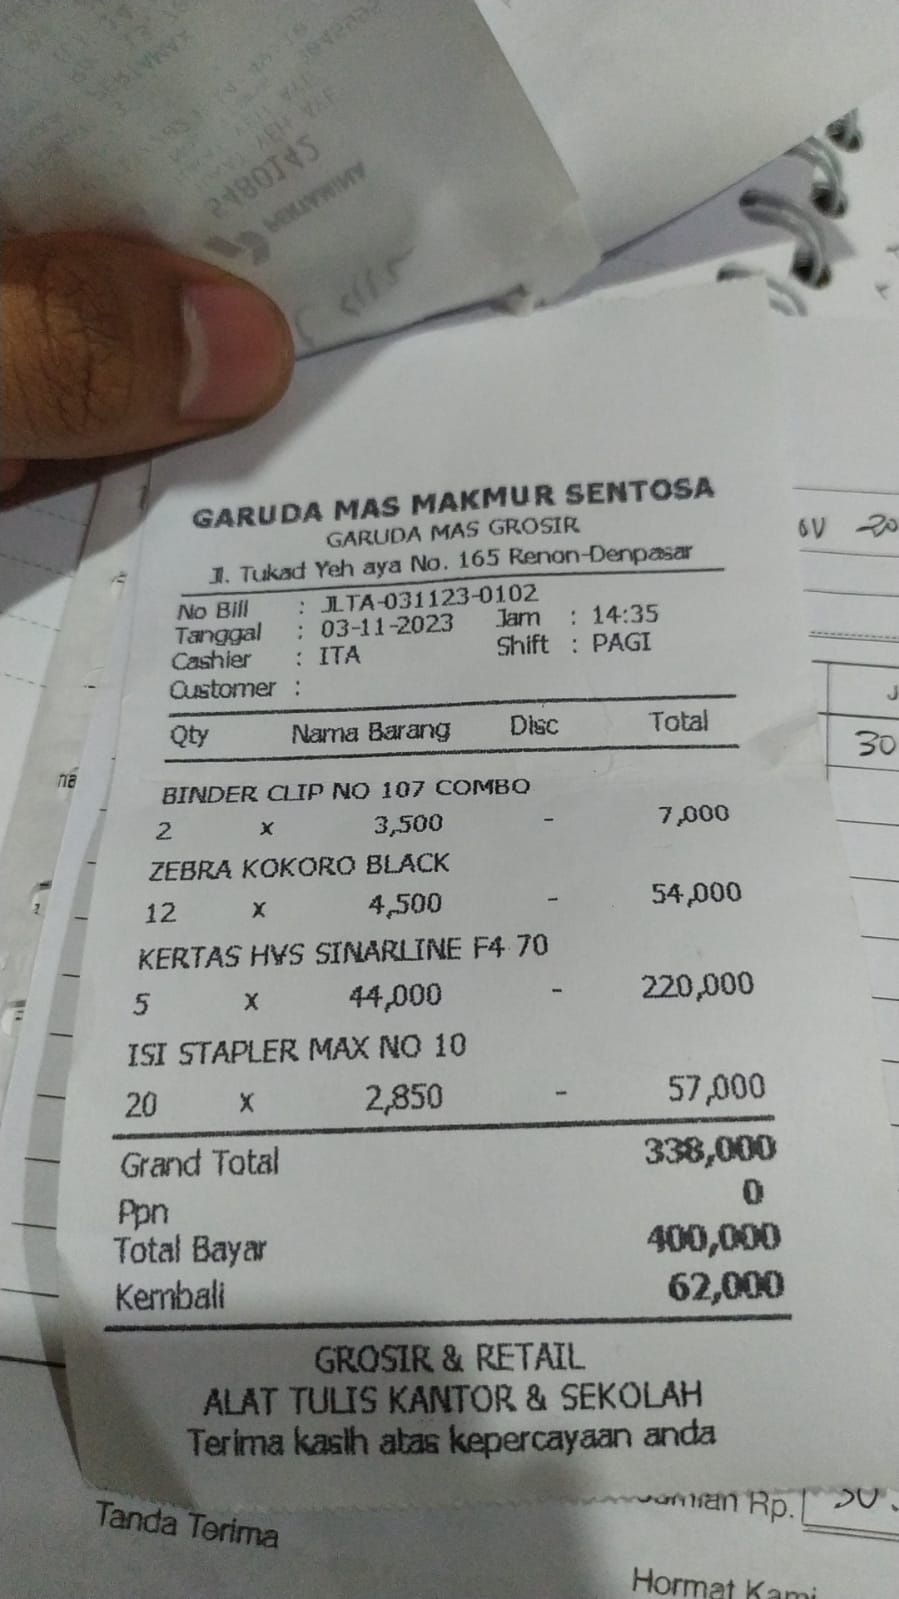 PERTAMAX
5480142
PERTAMINA
GARUDA MAS MAKMUR SENTOSA
GARUDA MAS GROSIR
Jl. Tukad Yeh aya No. 165 Renon-Denpasar
No Bill : JLTA-031123-0102
Tanggal : 03-11-2023 Jam : 14:35
Cashier : ITA Shift : PAGI
Customer :
Qty Nama Barang Disc Total
BINDER CLIP NO 107 COMBO
2 x 3,500 - 7,000
ZEBRA KOKORO BLACK
12 x 4,500 - 54,000
KERTAS HVS SINARLINE F4 70
5 x 44,000 - 220,000
ISI STAPLER MAX NO 10
20 x 2,850 - 57,000
Grand Total 338,000
Ppn 0
Total Bayar 400,000
Kembali 62,000
GROSIR & RETAIL
ALAT TULIS KANTOR & SEKOLAH
Terima kasih atas kepercayaan anda
30
Rp.
Tanda Terima
Hormat Kami